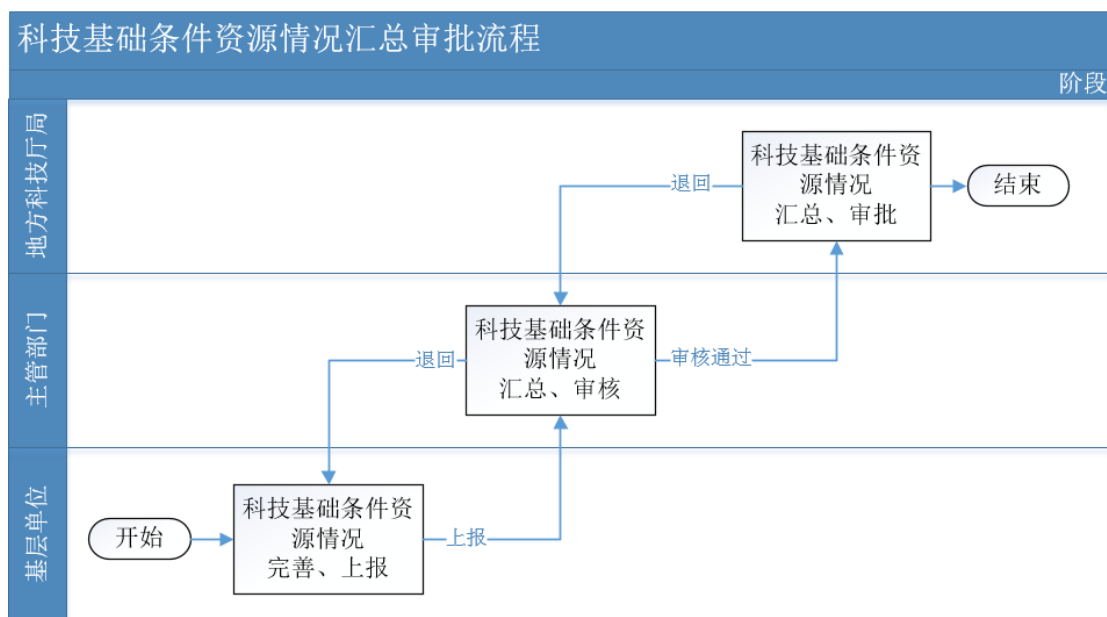 科技基础条件资源情况汇总审批流程
阶段
地方科技厅局
科技基础条件资
源情况
汇总、审批
结束
退回
主管部门
科技基础条件资
源情况
汇总、审核
退回
审核通过
基层单位
开始
科技基础条件资
源情况
完善、上报
上报